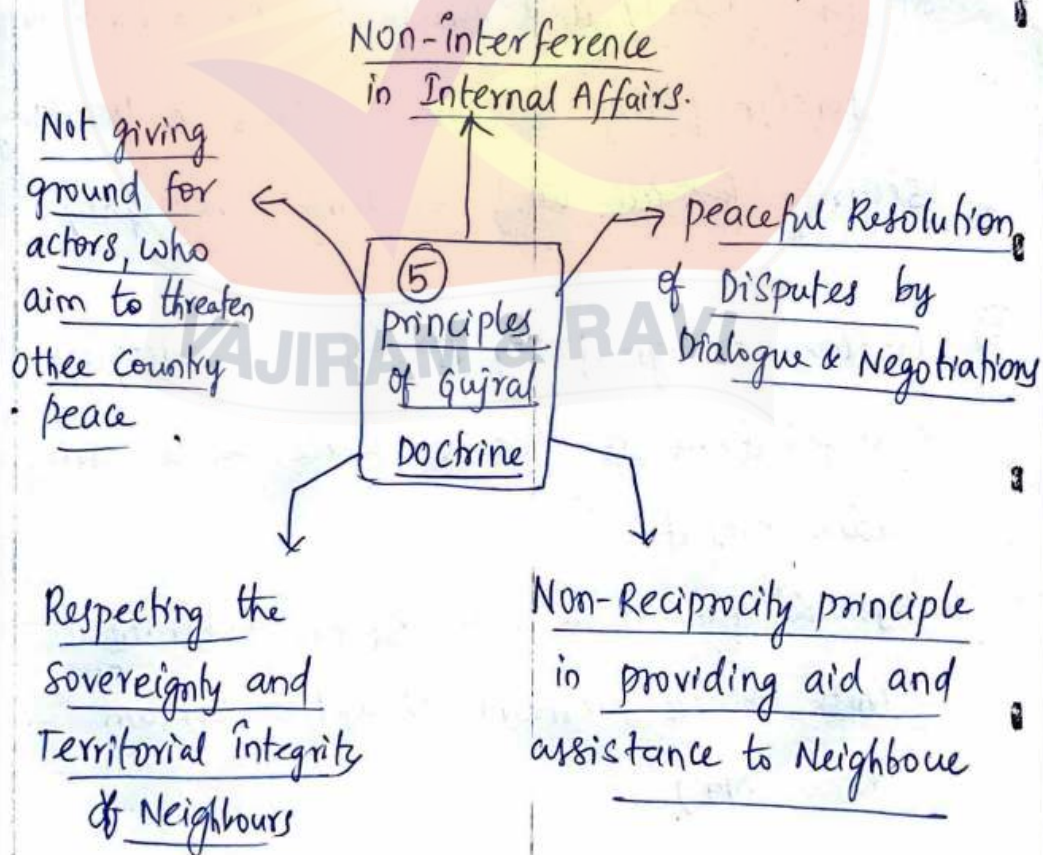 Non-interference
in Internal Affairs.
Not giving
ground for
actors, who
aim to threaten
othee country
peace
peaceful Resolution
of Disputes by
Dialogue & Negotrations
⑤
principles
of Gujral
Doctrine
VAJIRAM & RAVI
Respecting the
Sovereignty and
Territorial integrity
of Neighbours
Non-Reciprocity principle
in providing aid and
assistance to Neighboue